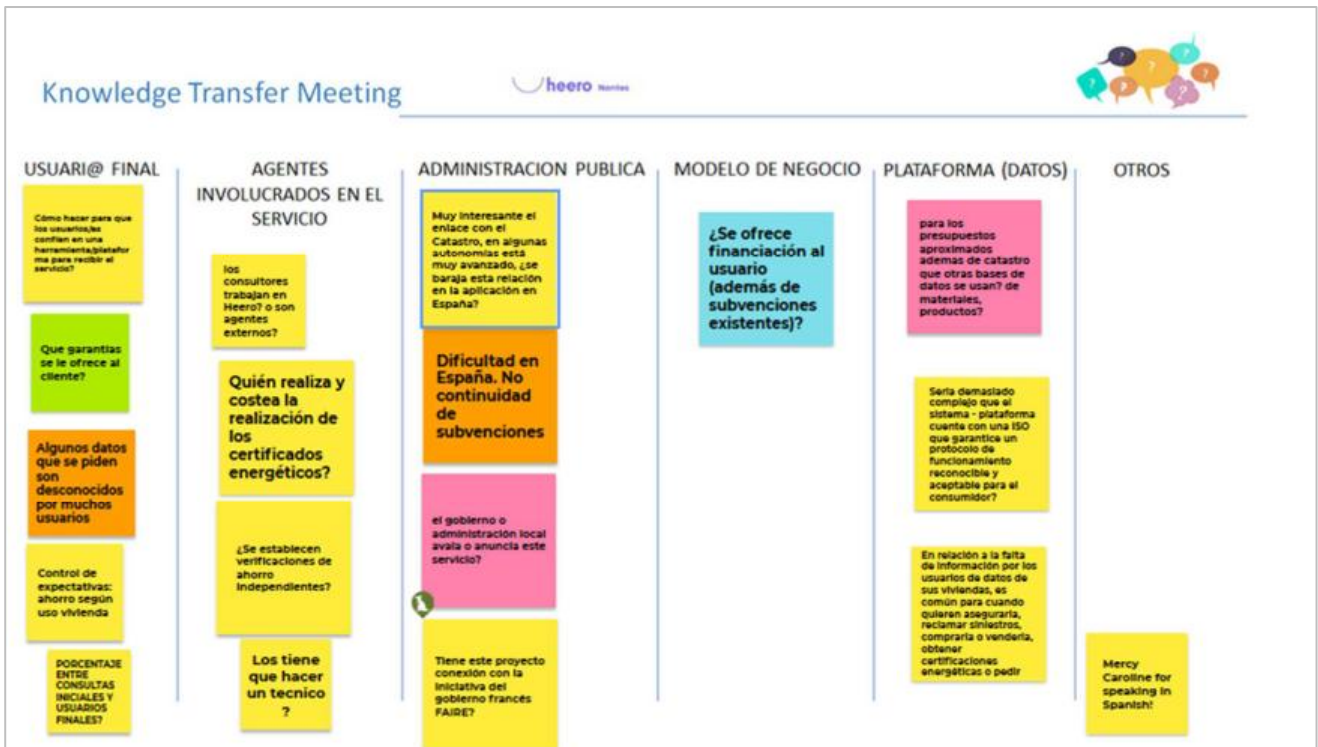 Knowledge Transfer Meeting
heero Nantes
USUARI@ FINAL
Cómo hacer para que
los usuarios/as
confien en una
herramienta/platafor
ma para recibir el
servicio?
Que garantias
se le ofrece al
cliente?
Algunos datos
que se piden
son
desconocidos
por muchos
usuarios
Control de
expectativas:
ahorro según
uso vivienda
PORCENTAJE
ENTRE
CONSULTAS
INICIALES Y
USUARIOS
FINALES?
AGENTES
INVOLUCRADOS EN EL
SERVICIO
los
consultores
trabajan en
Heero? o son
agentes
externos?
Quién realiza y
costea la
realización de
los
certificados
energéticos?
¿Se establecen
verificaciones de
ahorro
independientes?
Los tiene
que hacer
un tecnico
?
ADMINISTRACION PUBLICA
Muy interesante el
enlace con el
Catastro, en algunas
autonomías está
muy avanzado, ¿se
baraja esta relación
en la aplicación en
España?
Dificultad en
España. No
continuidad
de
subvenciones
el gobierno o
administración local
avala o anuncia este
servicio?
Tiene este proyecto
conexión con la
iniciativa del
gobierno francés
FAIRE?
MODELO DE NEGOCIO
¿Se ofrece
financiación al
usuario
(además de
subvenciones
existentes)?
PLATAFORMA (DATOS)
para los
presupuestos
aproximados
ademas de catastro
que otras bases de
datos se usan? de
materiales,
productos?
Seria demasiado
complejo que el
sistema - plataforma
cuente con una ISO
que garantice un
protocolo de
funcionamiento
reconocible y
aceptable para el
consumidor?
En relación a la falta
de información por los
usuarios de datos de
sus viviendas, es
común para cuando
quieren asegurarla,
reclamar siniestros,
comprarla o venderla,
obtener
certificaciones
energéticas o pedir
OTROS
Mercy
Caroline for
speaking in
Spanish!